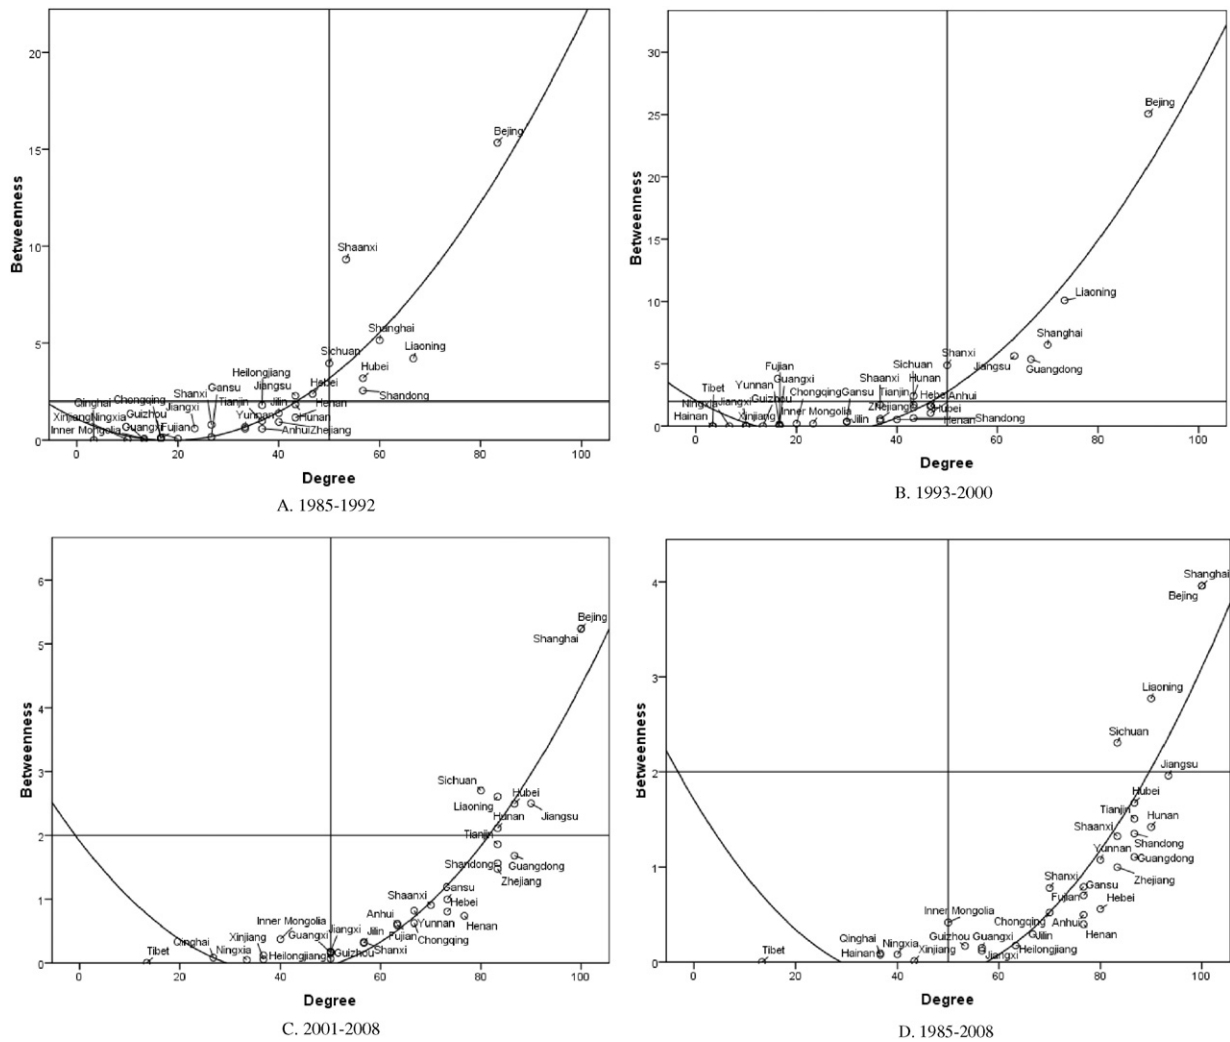 20
15
10
5
0
Betweenness
Bejing
Shaanxi
Shanghai
Sichuan
Liaoning
Heilongjiang
Hubei
Gansu
Jiangsu
Hebei
Shanxi
Shandong
Qinghai
Chongqing
Tianjin
Jilin
Henan
Jiangxi
XinjiangNingxia
Guizhou
Yunnan
Hunan
Inner Mongolia
Guangxi
Fujian
AnhuiZhejiang
0 20 40 60 80 100
Degree
A. 1985-1992
30
25
20
15
10
5
0
Betweenness
Bejing
Liaoning
Shanghai
Shanxi
Jiangsu
Guangdong
Fujian
Sichuan
Guangxi
Shaanxi
Hunan
Tibet
Yunnan
ChongqingGansu
Tianjin
Hebei
Anhui
Ningxia
Jiangxi
Guizhou
Zhejiang
Hubei
Hainan
Xinjiang
Inner Mongolia
Jilin
Henan
Shandong
0 20 40 60 80 100
Degree
B. 1993-2000
6
5
4
3
2
1
0
Betweenness
Bejing
Shanghai
Sichuan
Hubei
Liaoning
Hunan
Jiangsu
Tianjin
Shandong
Guangdong
Zhejiang
Shaanxi
Gansu
Hebei
Inner Mongolia
Anhui
Henan
Guangxi
Jiangxi
Jilin
Yunnan
Qinghai
Xinjiang
Fujian
Chongqing
Tibet
Ningxia
Heilongjiang
Guizhou
Shanxi
0 20 40 60 80 100
Degree
C. 2001-2008
4
3
2
1
0
Betweenness
Shanghai
Bejing
Liaoning
Sichuan
Jiangsu
Hubei
Tianjin
Hunan
Shaanxi
Shandong
Yunnan
Guangdong
Shanxi
Gansu
Zhejiang
Fujian
Hebei
Inner Mongolia
Chongqing
Anhui
Qinghai
Ningxia
Guizhou
Guangxi
Jilin
Henan
Tibet
Hainan
Xinjiang
Jiangxi
Heilongjiang
0 20 40 60 80 100
Degree
D. 1985-2008